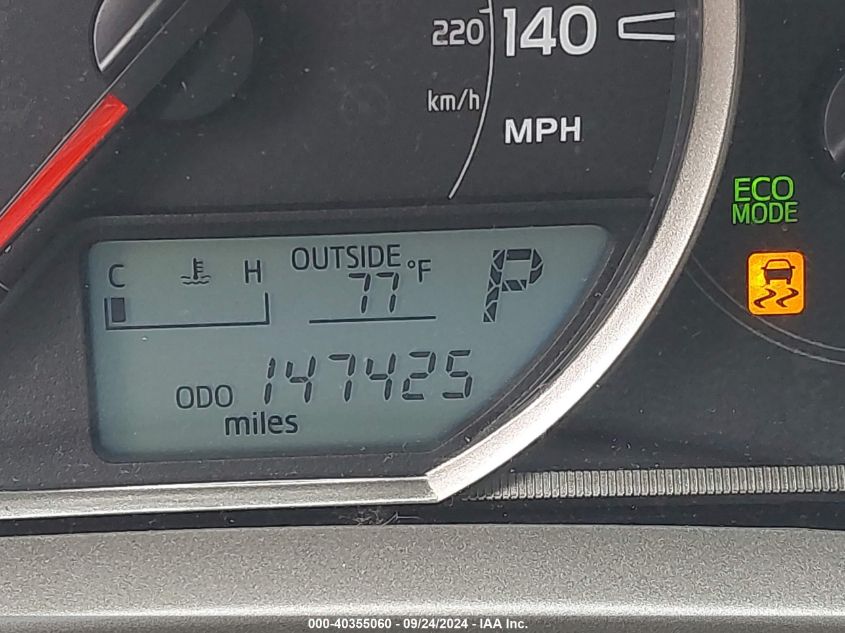 220 140
km/h
MPH
ECO
MODE
C H OUTSIDE
77 °F P
ODO 147425
miles
000-40355060 - 09/24/2024 - IAA Inc.